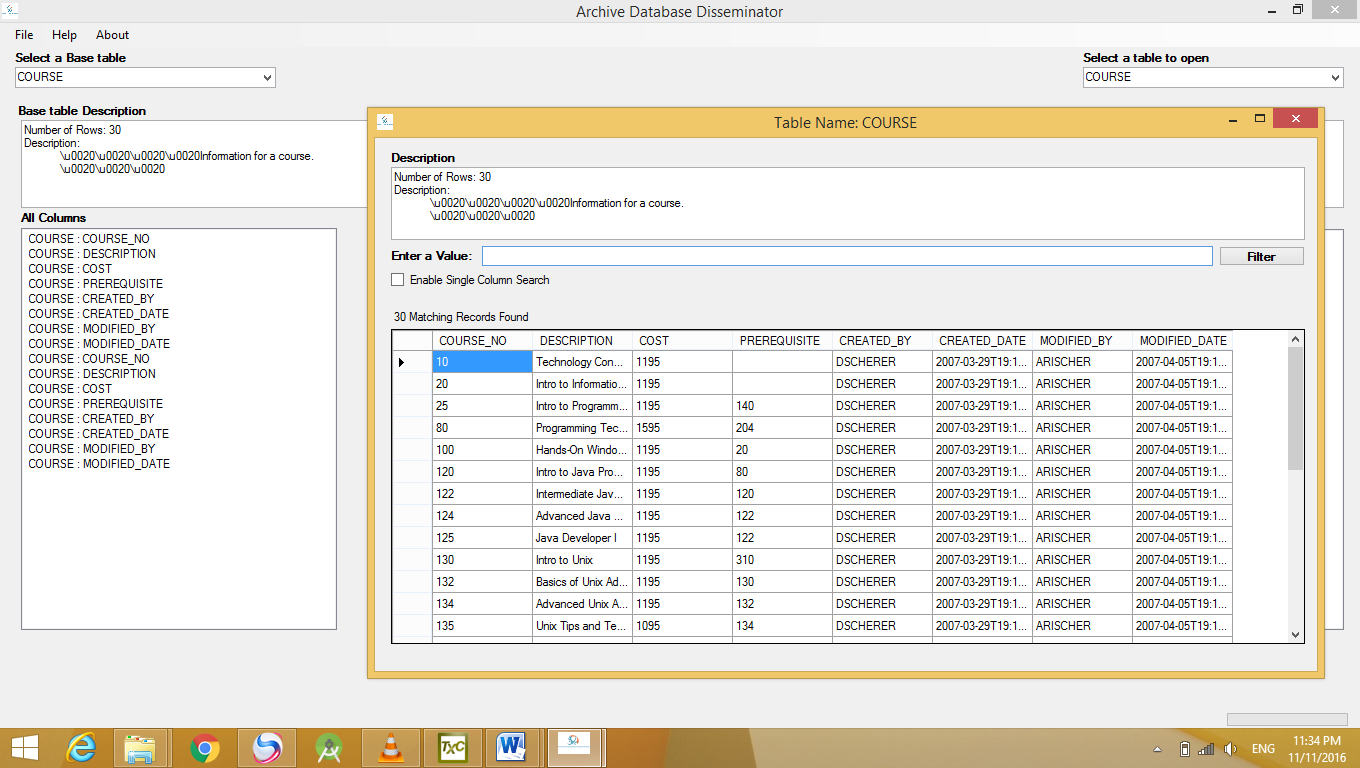 Archive Database Disseminator
File Help About
Select a Base table
Select a table to open
COURSE
COURSE
Base table Description
Number of Rows: 30
Description:
\u0020\u0020\u0020\u0020Information for a course.
\u0020\u0020\u0020
All Columns
COURSE : COURSE_NO
COURSE : DESCRIPTION
COURSE : COST
COURSE : PREREQUISITE
COURSE : CREATED_BY
COURSE : CREATED_DATE
COURSE : MODIFIED_BY
COURSE : MODIFIED_DATE
COURSE : COURSE_NO
COURSE : DESCRIPTION
COURSE : COST
COURSE : PREREQUISITE
COURSE : CREATED_BY
COURSE : CREATED_DATE
COURSE : MODIFIED_BY
COURSE : MODIFIED_DATE
Table Name: COURSE
Description
Number of Rows: 30
Description:
\u0020\u0020\u0020\u0020Information for a course.
\u0020\u0020\u0020
Enter a Value: Filter
Enable Single Column Search
30 Matching Records Found
COURSE_NO DESCRIPTION COST PREREQUISITE CREATED_BY CREATED_DATE MODIFIED_BY MODIFIED_DATE
10 Technology Con... 1195 DSCHERER 2007-03-29T19:1... ARISCHER 2007-04-05T19:1...
20 Intro to Informatio... 1195 DSCHERER 2007-03-29T19:1... ARISCHER 2007-04-05T19:1...
25 Intro to Programm... 1195 140 DSCHERER 2007-03-29T19:1... ARISCHER 2007-04-05T19:1...
80 Programming Tec... 1595 204 DSCHERER 2007-03-29T19:1... ARISCHER 2007-04-05T19:1...
100 Hands-On Windo... 1195 20 DSCHERER 2007-03-29T19:1... ARISCHER 2007-04-05T19:1...
120 Intro to Java Pro... 1195 80 DSCHERER 2007-03-29T19:1... ARISCHER 2007-04-05T19:1...
122 Intermediate Jav... 1195 120 DSCHERER 2007-03-29T19:1... ARISCHER 2007-04-05T19:1...
124 Advanced Java ... 1195 122 DSCHERER 2007-03-29T19:1... ARISCHER 2007-04-05T19:1...
125 Java Developer I 1195 122 DSCHERER 2007-03-29T19:1... ARISCHER 2007-04-05T19:1...
130 Intro to Unix 1195 310 DSCHERER 2007-03-29T19:1... ARISCHER 2007-04-05T19:1...
132 Basics of Unix Ad... 1195 130 DSCHERER 2007-03-29T19:1... ARISCHER 2007-04-05T19:1...
134 Advanced Unix A... 1195 132 DSCHERER 2007-03-29T19:1... ARISCHER 2007-04-05T19:1...
135 Unix Tips and Te... 1095 134 DSCHERER 2007-03-29T19:1... ARISCHER 2007-04-05T19:1...
TXC
W
ENG
11:34 PM
11/11/2016